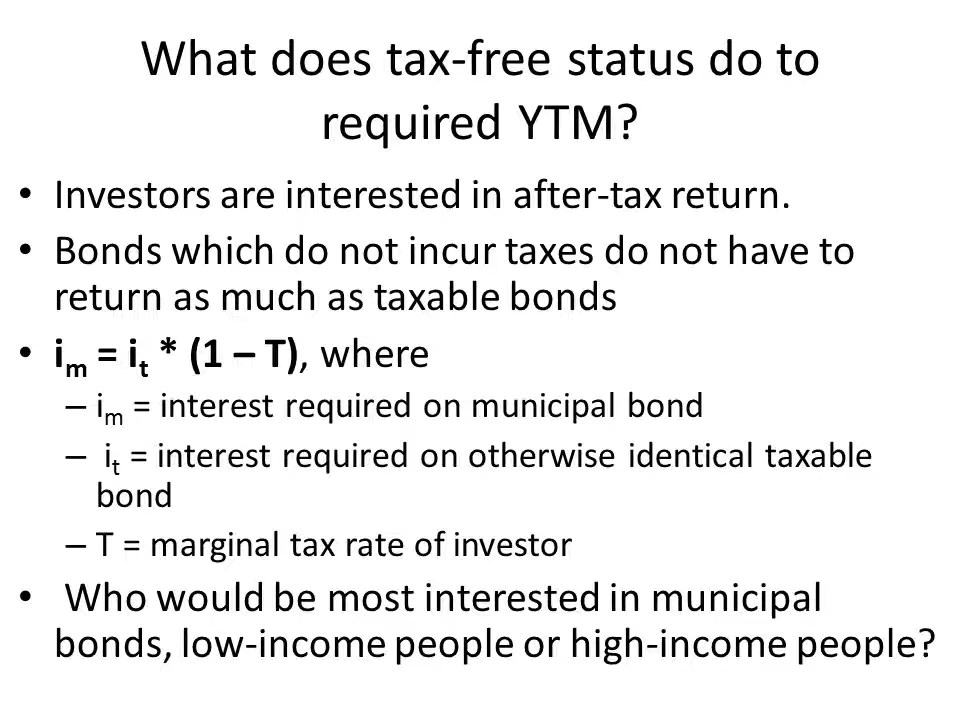 What does tax-free status do to
required YTM?
• Investors are interested in after-tax return.
• Bonds which do not incur taxes do not have to
return as much as taxable bonds
• iₘ = iₜ * (1 – T), where
– iₘ = interest required on municipal bond
– iₜ = interest required on otherwise identical taxable
bond
– T = marginal tax rate of investor
• Who would be most interested in municipal
bonds, low-income people or high-income people?